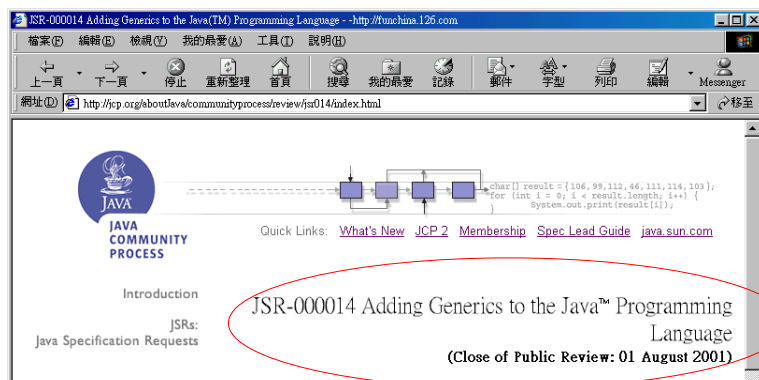 JSR-000014 Adding Generics to the Java(TM) Programming Language - -http://funchina.126.com
檔案(F) 編輯(E) 檢視(V) 我的最愛(A) 工具(T) 說明(H)
上一頁 下一頁 停止 重新整理 首頁 搜尋 我的最愛 記錄 郵件 字型 列印 編輯 Messenger
網址(D) http://jcp.org/aboutJava/communityprocess/review/jsr014/index.html 移至
char[] result = {106, 99, 112, 46, 111, 114, 103};
for (int i = 0; i < result.length; i++) {
System.out.print(result[i]);
}
JAVA
JAVA
COMMUNITY
PROCESS
Quick Links: What's New JCP 2 Membership Spec Lead Guide java.sun.com
Introduction
JSRs:
Java Specification Requests
JSR-000014 Adding Generics to the Java™ Programming
Language
(Close of Public Review: 01 August 2001)